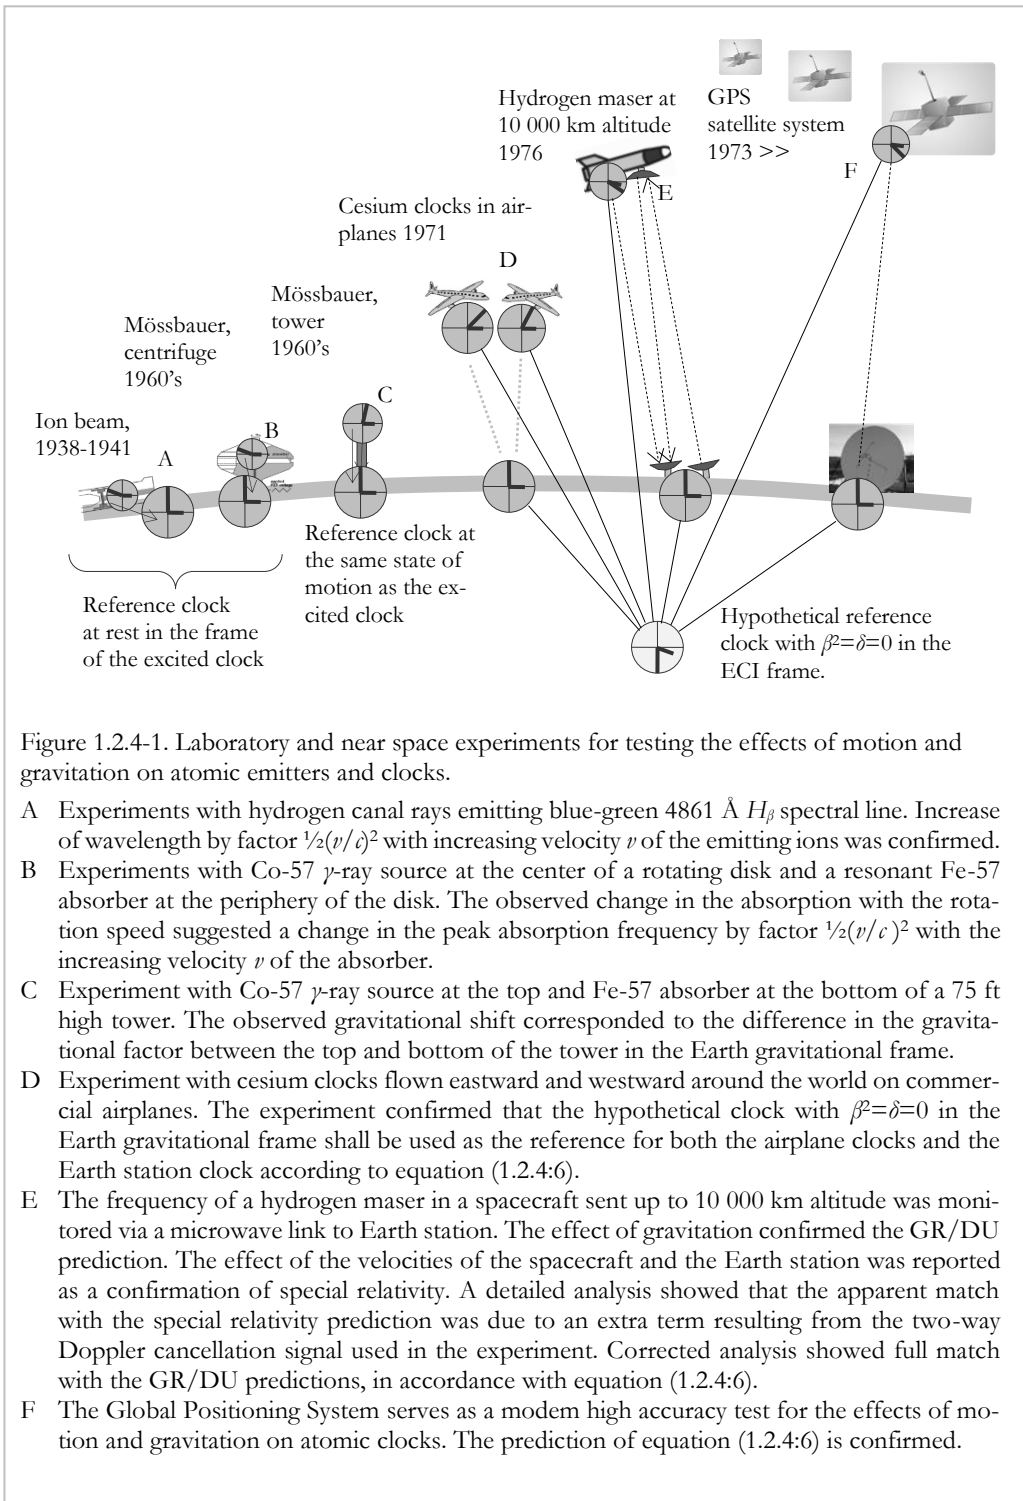 Hydrogen maser at
10 000 km altitude
1976
GPS
satellite system
1973 >>
F
E
Cesium clocks in air-
planes 1971
D
Mössbauer,
tower
1960's
Mössbauer,
centrifuge
1960's
C
Ion beam,
1938-1941
B
A
Reference clock at
the same state of
motion as the ex-
cited clock
Reference clock
at rest in the frame
of the excited clock
Hypothetical reference
clock with β²=δ=0 in the
ECI frame.
Figure 1.2.4-1. Laboratory and near space experiments for testing the effects of motion and
gravitation on atomic emitters and clocks.
A Experiments with hydrogen canal rays emitting blue-green 4861 Å Hᵦ spectral line. Increase
of wavelength by factor ½(v/c)² with increasing velocity v of the emitting ions was confirmed.
B Experiments with Co-57 γ-ray source at the center of a rotating disk and a resonant Fe-57
absorber at the periphery of the disk. The observed change in the absorption with the rota-
tion speed suggested a change in the peak absorption frequency by factor ½(v/c )² with the
increasing velocity v of the absorber.
C Experiment with Co-57 γ-ray source at the top and Fe-57 absorber at the bottom of a 75 ft
high tower. The observed gravitational shift corresponded to the difference in the gravita-
tional factor between the top and bottom of the tower in the Earth gravitational frame.
D Experiment with cesium clocks flown eastward and westward around the world on commer-
cial airplanes. The experiment confirmed that the hypothetical clock with β²=δ=0 in the
Earth gravitational frame shall be used as the reference for both the airplane clocks and the
Earth station clock according to equation (1.2.4:6).
E The frequency of a hydrogen maser in a spacecraft sent up to 10 000 km altitude was moni-
tored via a microwave link to Earth station. The effect of gravitation confirmed the GR/DU
prediction. The effect of the velocities of the spacecraft and the Earth station was reported
as a confirmation of special relativity. A detailed analysis showed that the apparent match
with the special relativity prediction was due to an extra term resulting from the two-way
Doppler cancellation signal used in the experiment. Corrected analysis showed full match
with the GR/DU predictions, in accordance with equation (1.2.4:6).
F The Global Positioning System serves as a modem high accuracy test for the effects of mo-
tion and gravitation on atomic clocks. The prediction of equation (1.2.4:6) is confirmed.